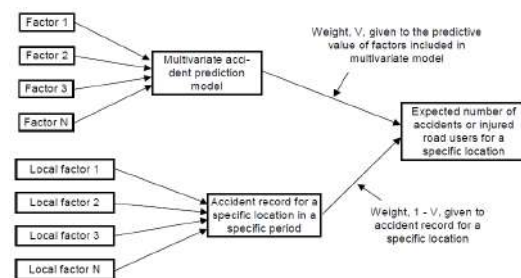 Factor 1
Factor 2
Factor 3
Factor N
Multivariate acci-
dent prediction
model
Weight, V, given to the predictive
value of factors included in
multivariate model
Expected number of
accidents or injured
road users for a
specific location
Local factor 1
Local factor 2
Local factor 3
Local factor N
Accident record for a
specific location in a
specific period
Weight, 1 - V, given to
accident record for a
specific location